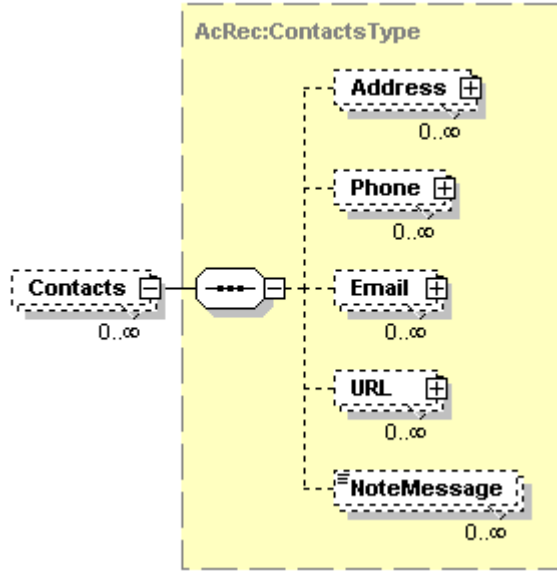 AcRec:ContactsType
Address
0..∞
Phone
0..∞
Contacts
0..∞
Email
0..∞
URL
0..∞
NoteMessage
0..∞